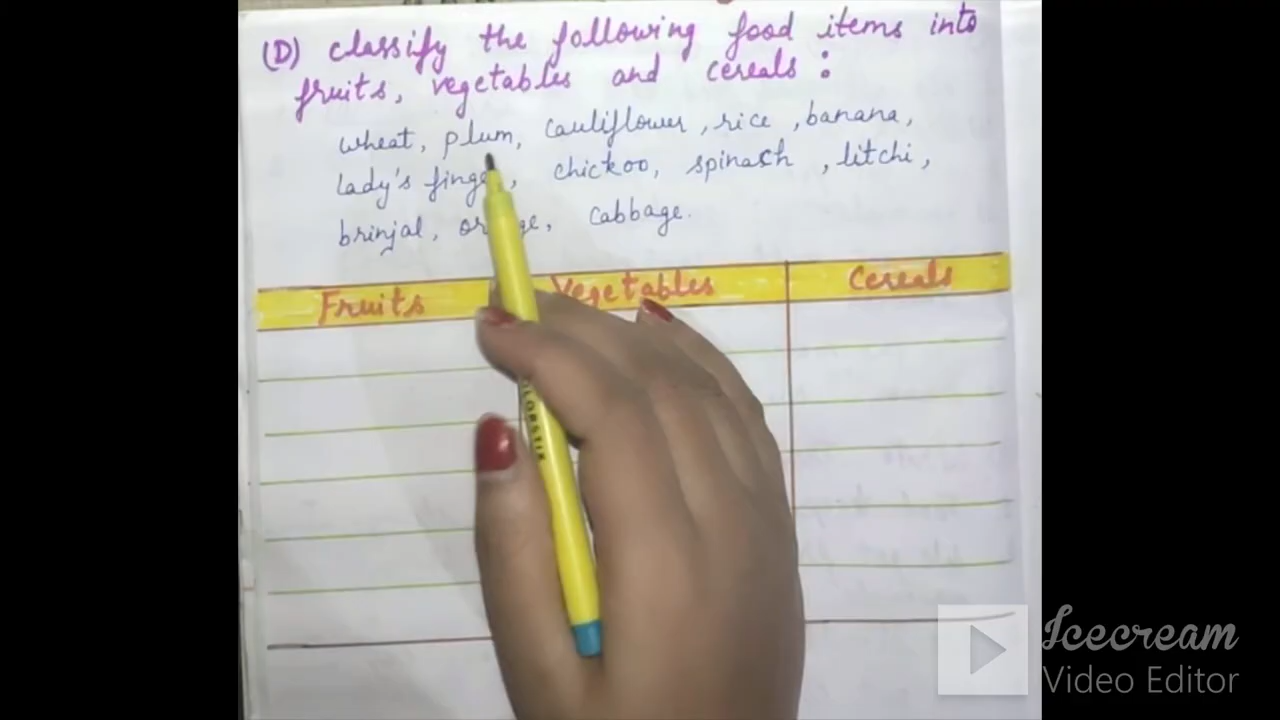 (D) classify the following food items into
fruits, vegetables and cereals :
wheat, plum, cauliflower, rice, banana,
lady's , chickoo, spinach, litchi,
brinjal, , cabbage.
Fruits Vegetables Cereals
COLORSTIX
Icecream
Video Editor